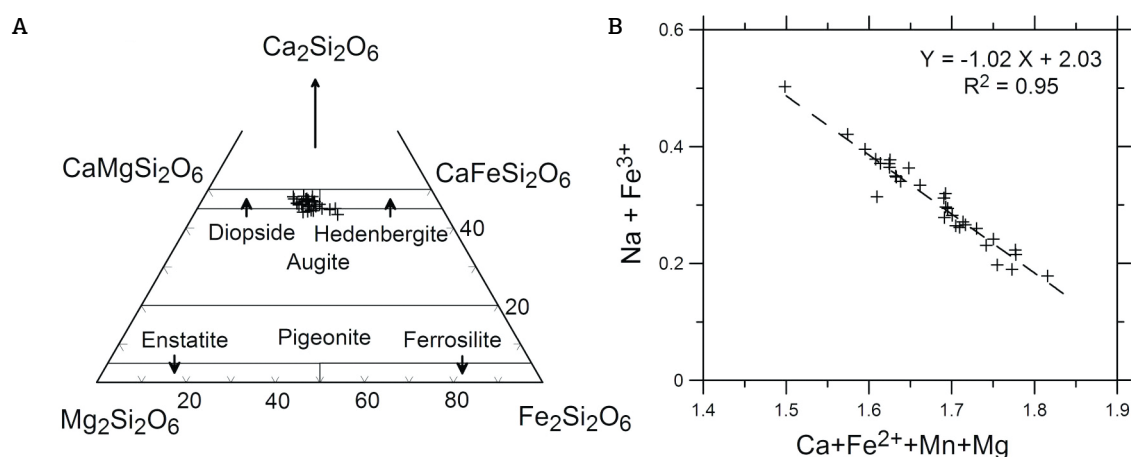 A
Ca₂Si₂O₆
CaMgSi₂O₆
CaFeSi₂O₆
Diopside
Hedenbergite
40
Augite
20
Enstatite
Pigeonite
Ferrosilite
20
40
60
80
Mg₂Si₂O₆
Fe₂Si₂O₆
B
0.6
Y = -1.02 X + 2.03
R² = 0.95
0.4
Na + Fe³⁺
0.2
0
1.4
1.5
1.6
1.7
1.8
1.9
Ca+Fe²⁺+Mn+Mg